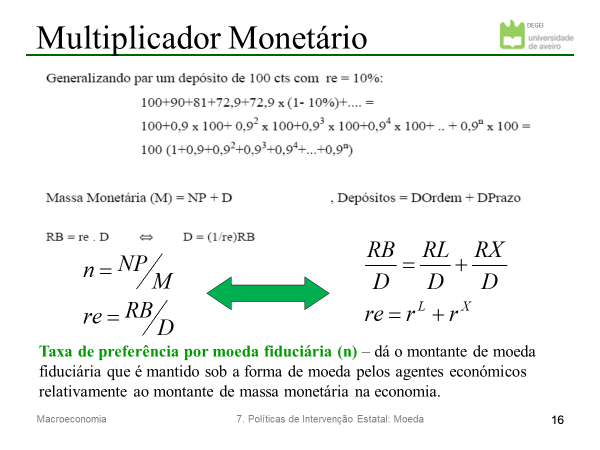 Multiplicador Monetário
DEGEI
universidade
de aveiro
Generalizando par um depósito de 100 cts com re = 10%:
100+90+81+72,9+72,9 x (1- 10%)+.... =
100+0,9 x 100+ 0,9² x 100+0,9³ x 100+0,9⁴ x 100+ .. + 0,9ⁿ x 100 =
100 (1+0,9+0,9²+0,9³+0,9⁴+...+0,9ⁿ)
Massa Monetária (M) = NP + D , Depósitos = DOrdem + DPrazo
RB = re . D ⇔ D = (1/re)RB
n = NP/M
re = RB/D
RB/D = RL/D + RX/D
re = r^L + r^X
Taxa de preferência por moeda fiduciária (n) – dá o montante de moeda
fiduciária que é mantido sob a forma de moeda pelos agentes económicos
relativamente ao montante de massa monetária na economia.
Macroeconomia 7. Políticas de Intervenção Estatal: Moeda 16